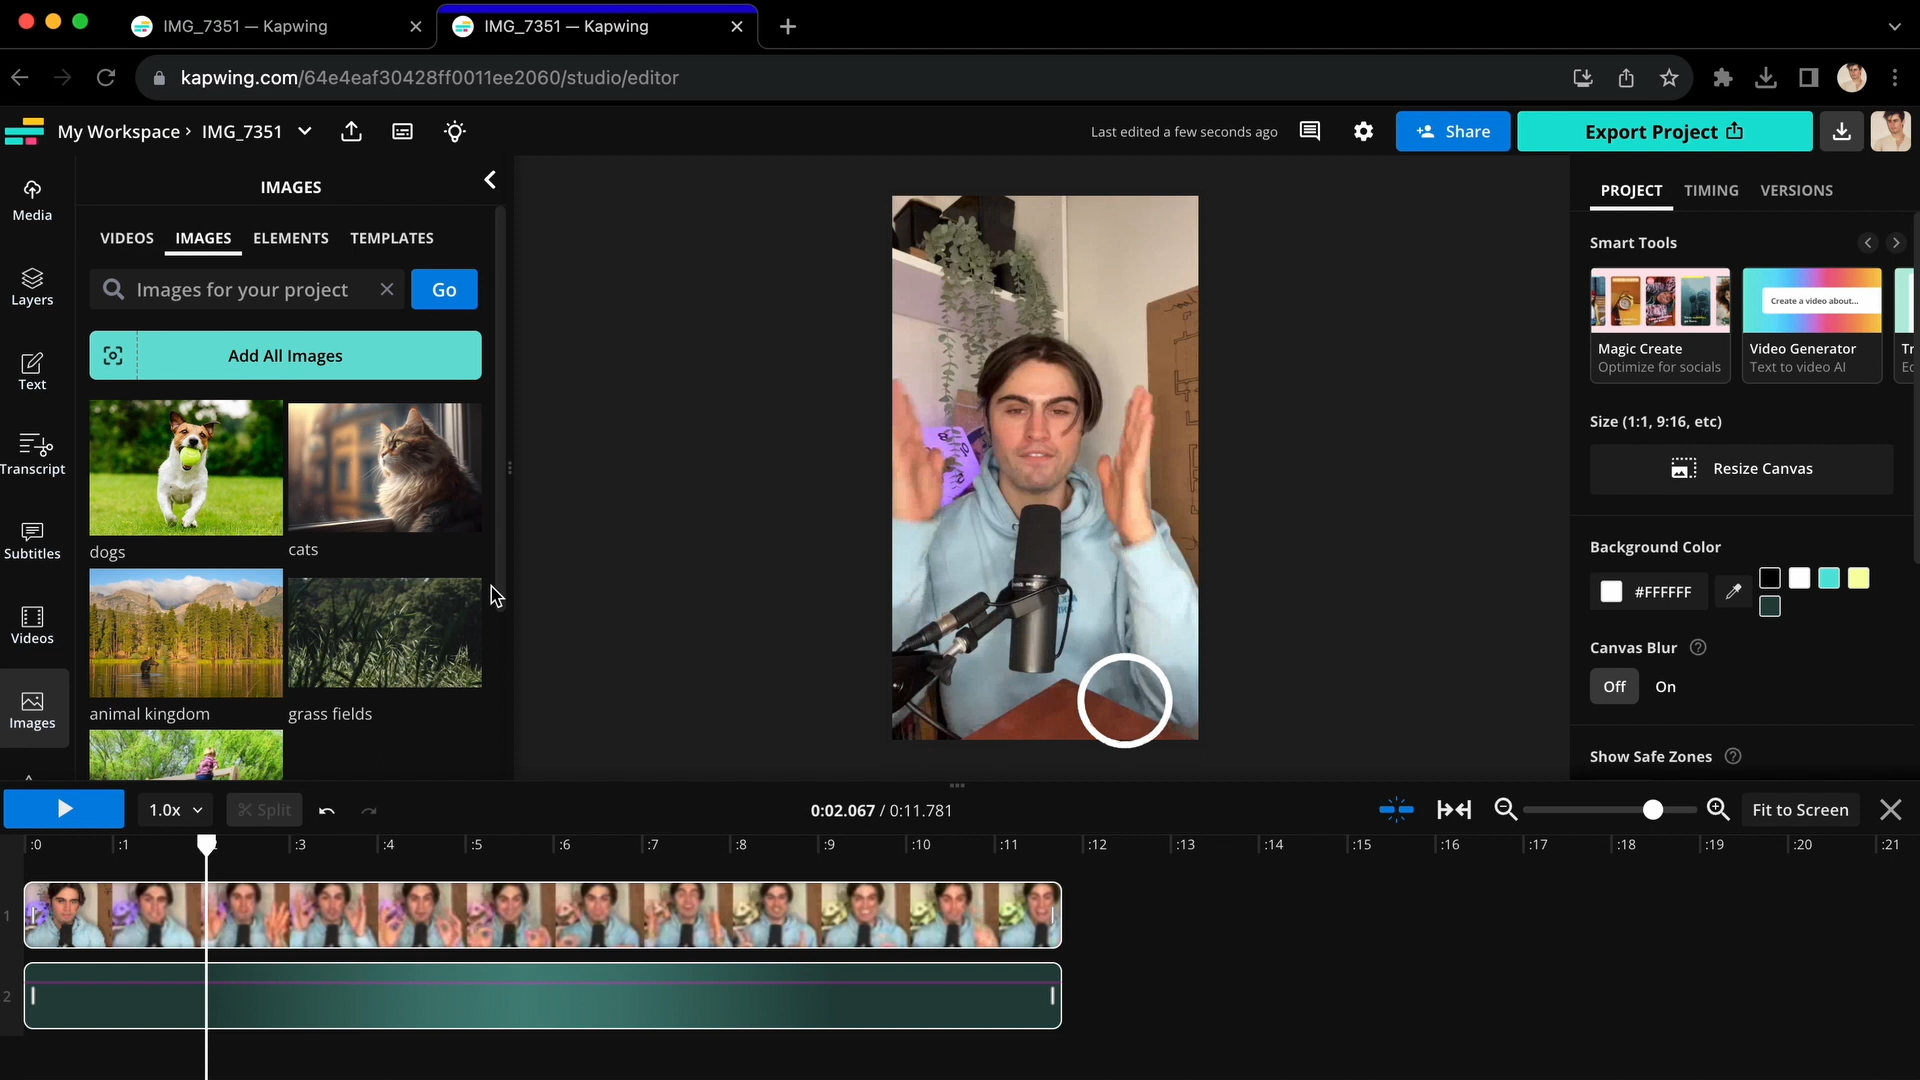 IMG_7351 — Kapwing
IMG_7351 — Kapwing
kapwing.com/64e4eaf30428ff0011ee2060/studio/editor
My Workspace › IMG_7351
Last edited a few seconds ago
Share
Export Project
IMAGES
VIDEOS IMAGES ELEMENTS TEMPLATES
Images for your project
Go
Add All Images
dogs
cats
animal kingdom
grass fields
Media
Layers
Text
Transcript
Subtitles
Videos
Images
PROJECT TIMING VERSIONS
Smart Tools
Create a video about...
Magic Create
Optimize for socials
Video Generator
Text to video AI
Tr
Ec
Size (1:1, 9:16, etc)
Resize Canvas
Background Color
#FFFFFF
Canvas Blur ?
Off On
Show Safe Zones ?
1.0x
Split
0:02.067 / 0:11.781
Fit to Screen
:0 :1 :3 :4 :5 :6 :7 :8 :9 :10 :11 :12 :13 :14 :15 :16 :17 :18 :19 :20 :21
1
2